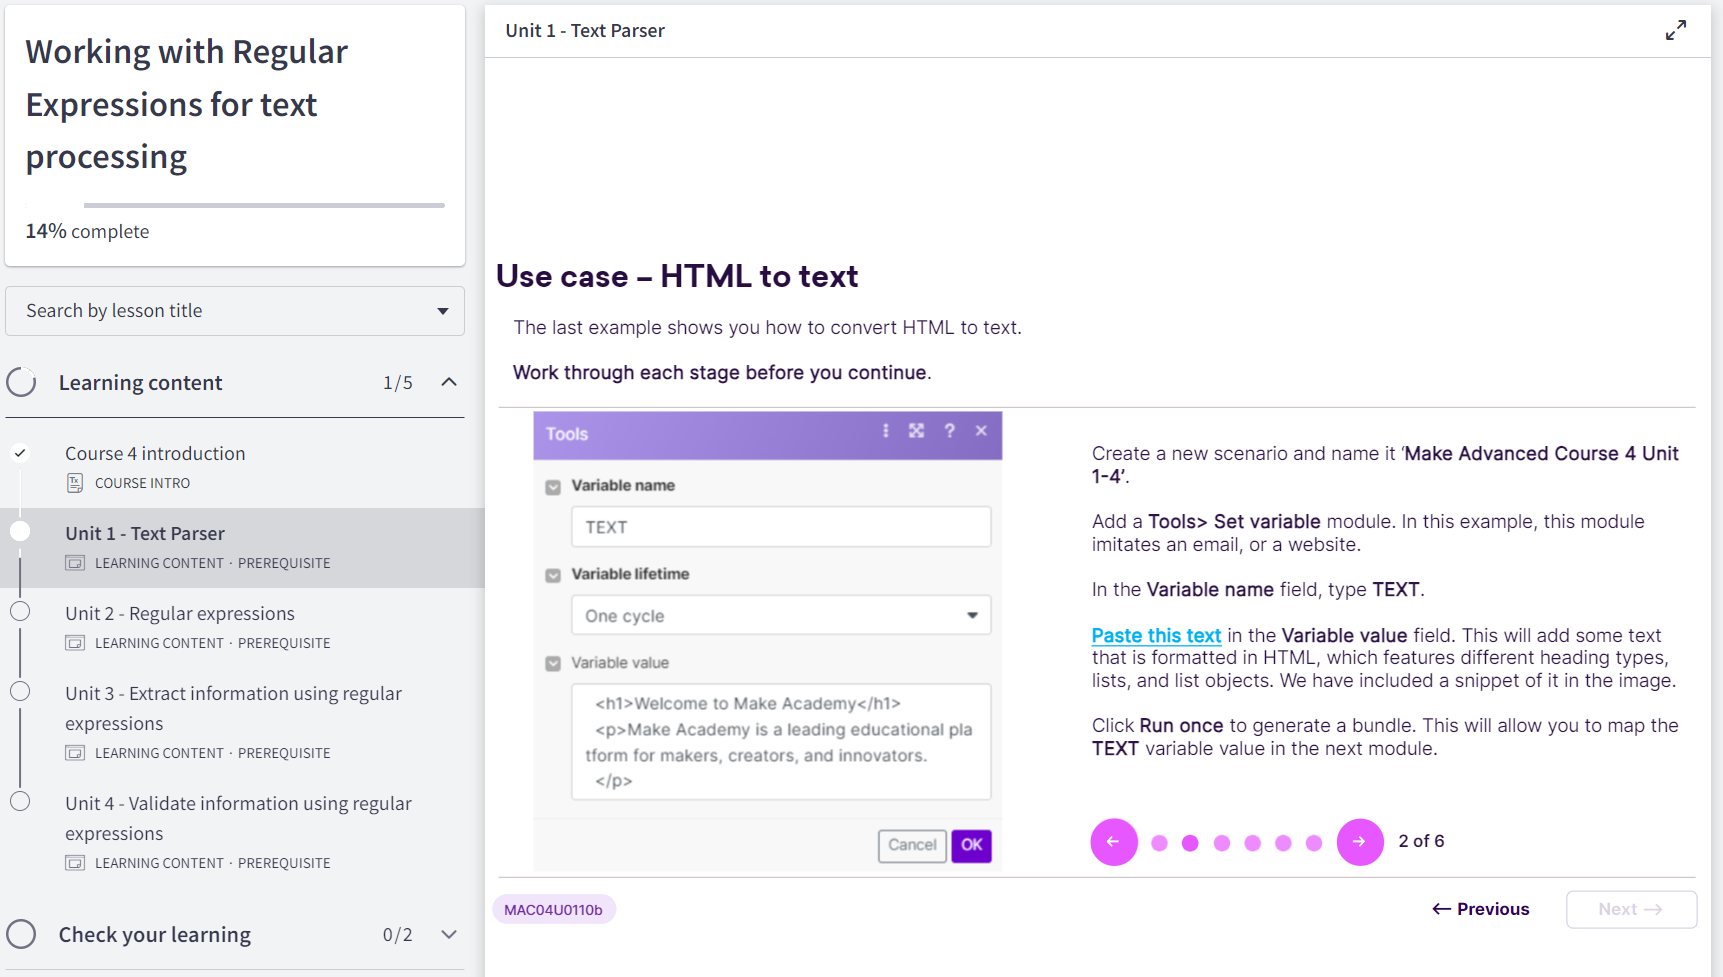 Working with Regular
Expressions for text
processing
14% complete
Search by lesson title
Learning content 1/5
Course 4 introduction
COURSE INTRO
Unit 1 - Text Parser
LEARNING CONTENT · PREREQUISITE
Unit 2 - Regular expressions
LEARNING CONTENT · PREREQUISITE
Unit 3 - Extract information using regular
expressions
LEARNING CONTENT · PREREQUISITE
Unit 4 - Validate information using regular
expressions
LEARNING CONTENT · PREREQUISITE
Check your learning 0/2
Unit 1 - Text Parser
Use case – HTML to text
The last example shows you how to convert HTML to text.
Work through each stage before you continue.
Tools ?
Variable name
TEXT
Variable lifetime
One cycle
Variable value
<h1>Welcome to Make Academy</h1>
<p>Make Academy is a leading educational pla
tform for makers, creators, and innovators.
</p>
Cancel OK
Create a new scenario and name it ‘Make Advanced Course 4 Unit
1-4’.
Add a Tools> Set variable module. In this example, this module
imitates an email, or a website.
In the Variable name field, type TEXT.
Paste this text in the Variable value field. This will add some text
that is formatted in HTML, which features different heading types,
lists, and list objects. We have included a snippet of it in the image.
Click Run once to generate a bundle. This will allow you to map the
TEXT variable value in the next module.
← → 2 of 6
MAC04U0110b
← Previous Next →